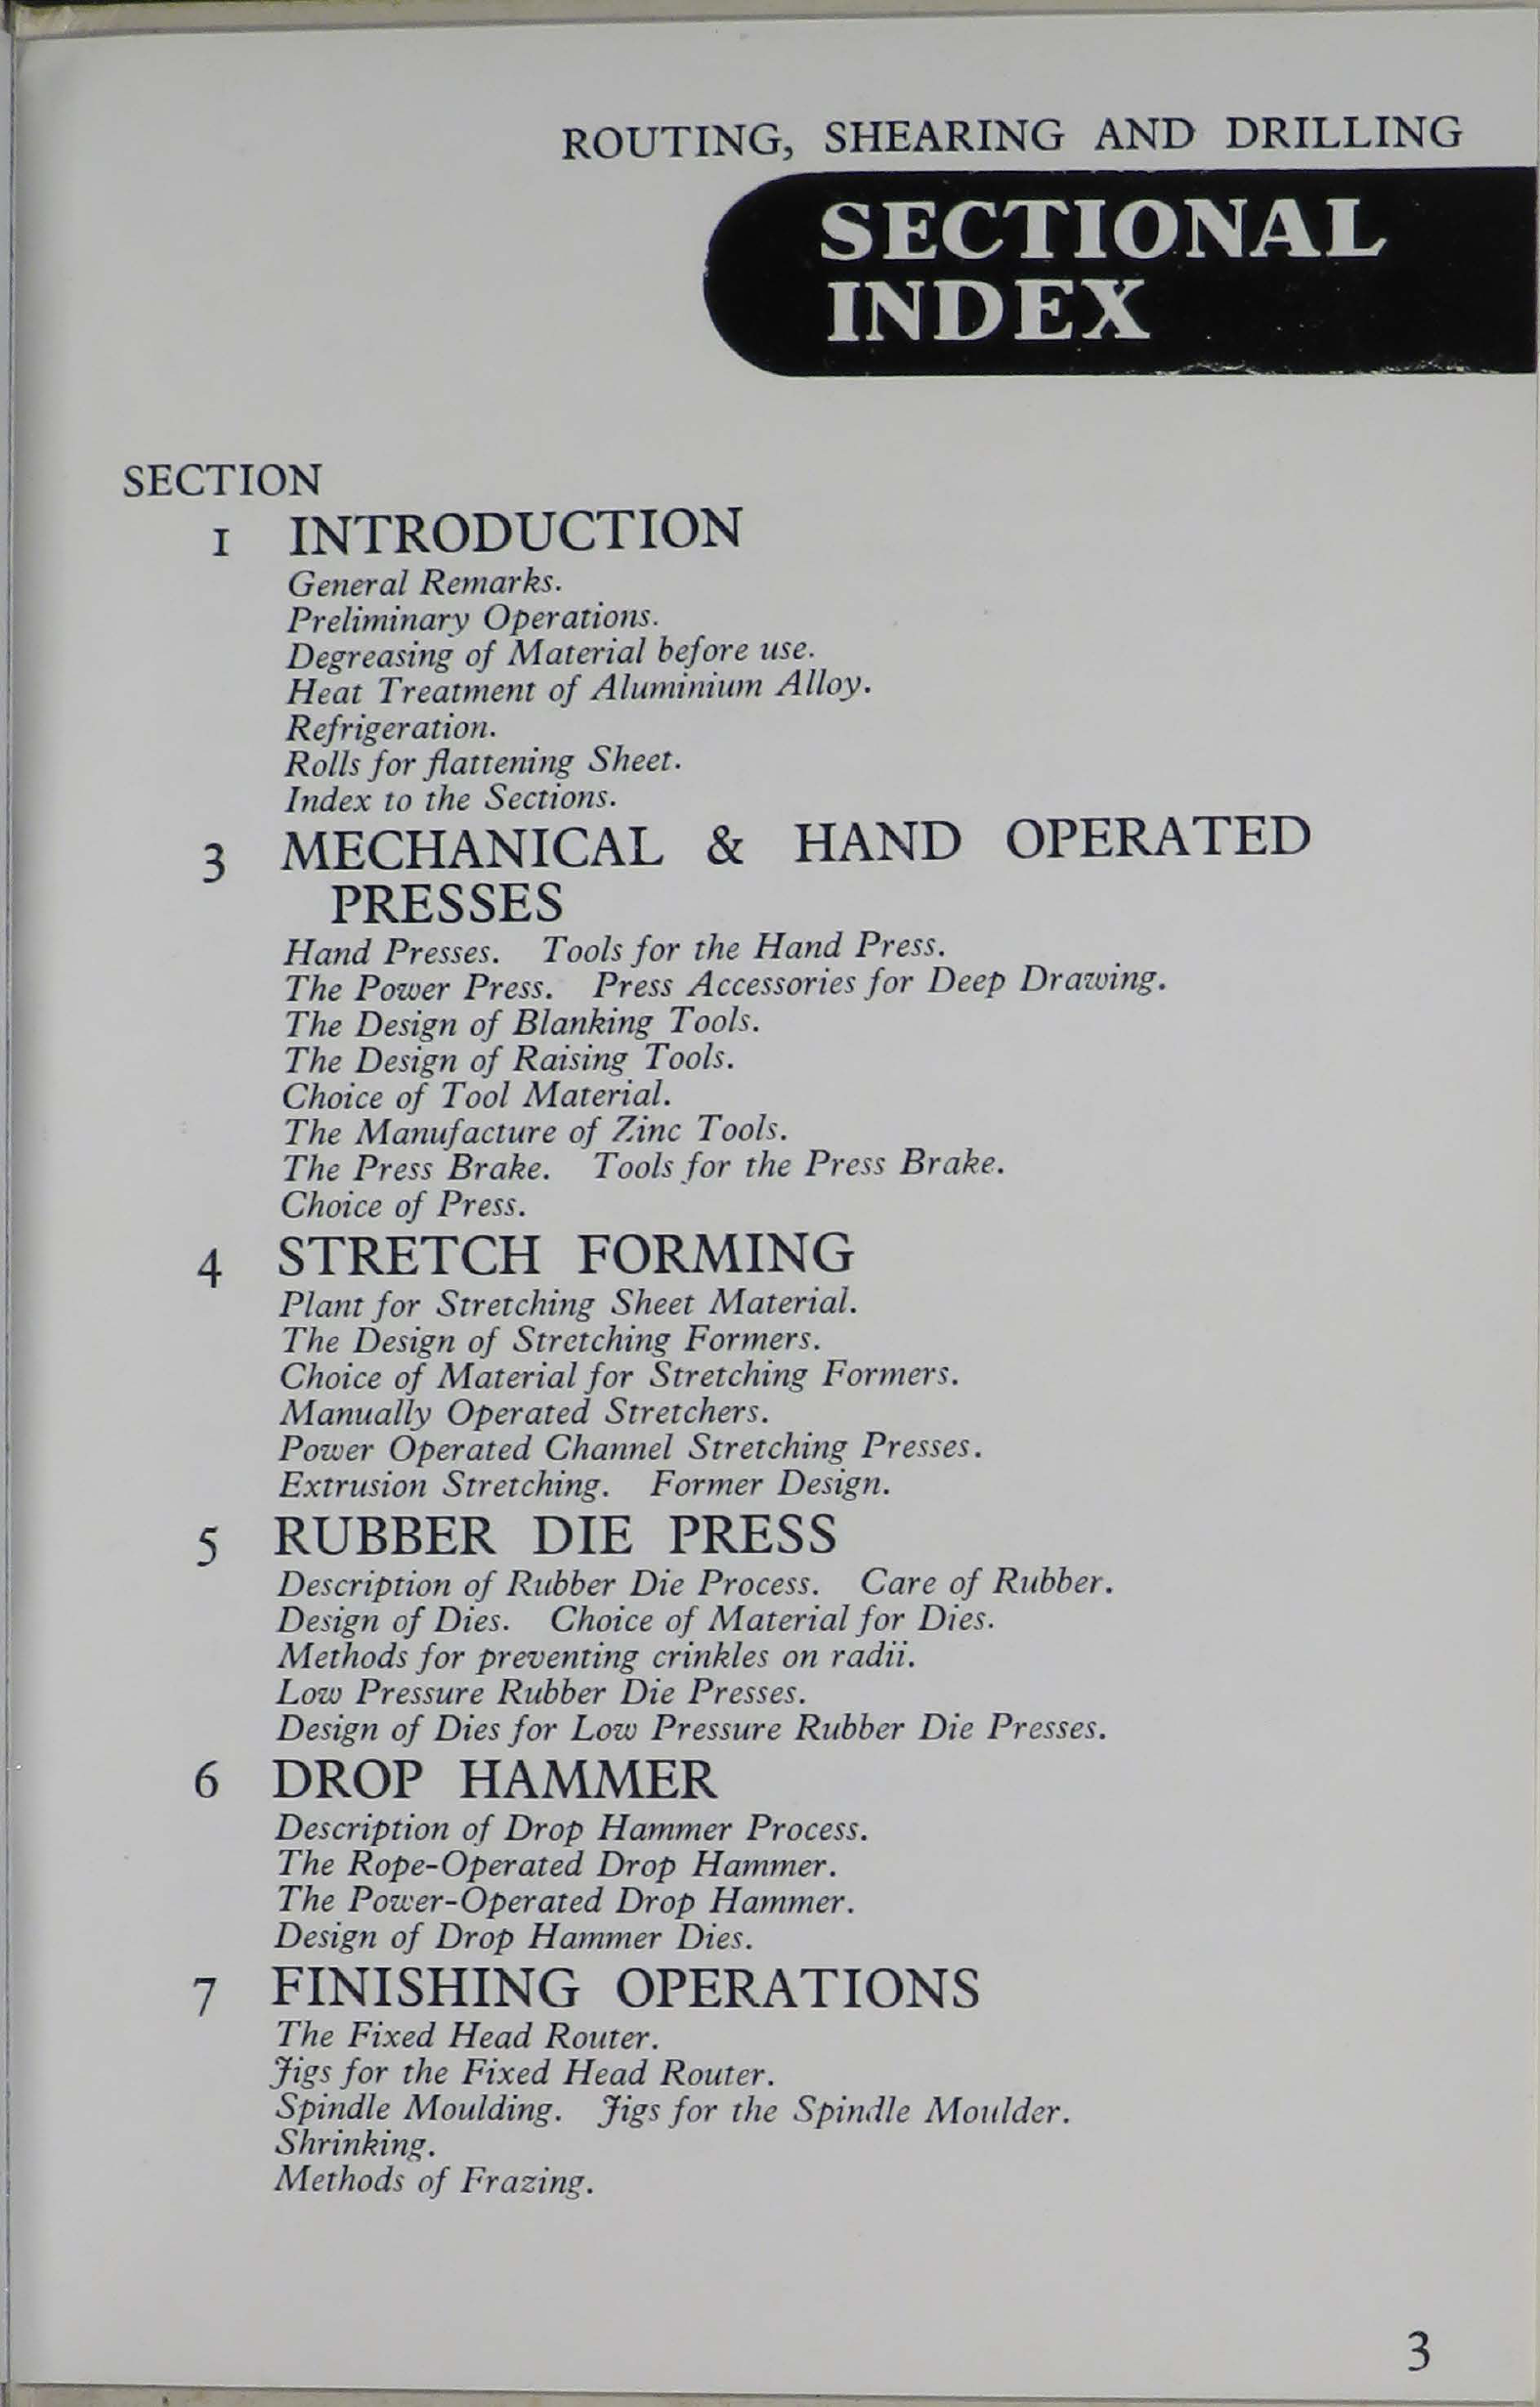 ROUTING, SHEARING AND DRILLING
SECTIONAL
INDEX
SECTION
1 INTRODUCTION
General Remarks.
Preliminary Operations.
Degreasing of Material before use.
Heat Treatment of Aluminium Alloy.
Refrigeration.
Rolls for flattening Sheet.
Index to the Sections.
3 MECHANICAL & HAND OPERATED
PRESSES
Hand Presses. Tools for the Hand Press.
The Power Press. Press Accessories for Deep Drawing.
The Design of Blanking Tools.
The Design of Raising Tools.
Choice of Tool Material.
The Manufacture of Zinc Tools.
The Press Brake. Tools for the Press Brake.
Choice of Press.
4 STRETCH FORMING
Plant for Stretching Sheet Material.
The Design of Stretching Formers.
Choice of Material for Stretching Formers.
Manually Operated Stretchers.
Power Operated Channel Stretching Presses.
Extrusion Stretching. Former Design.
5 RUBBER DIE PRESS
Description of Rubber Die Process. Care of Rubber.
Design of Dies. Choice of Material for Dies.
Methods for preventing crinkles on radii.
Low Pressure Rubber Die Presses.
Design of Dies for Low Pressure Rubber Die Presses.
6 DROP HAMMER
Description of Drop Hammer Process.
The Rope-Operated Drop Hammer.
The Power-Operated Drop Hammer.
Design of Drop Hammer Dies.
7 FINISHING OPERATIONS
The Fixed Head Router.
Jigs for the Fixed Head Router.
Spindle Moulding. Jigs for the Spindle Moulder.
Shrinking.
Methods of Frazing.
3